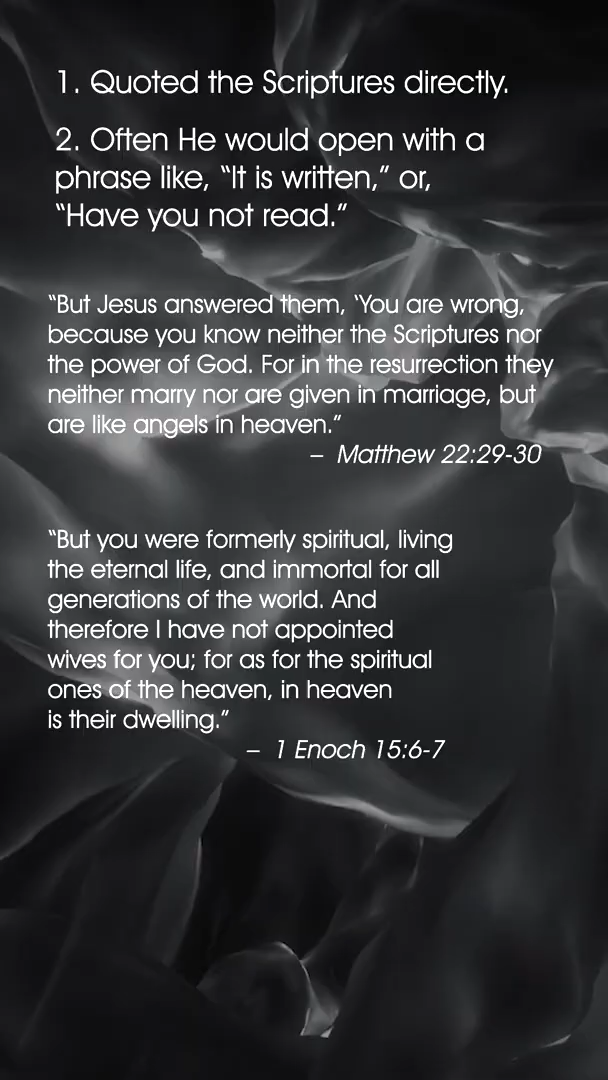 1. Quoted the Scriptures directly.
2. Often He would open with a
phrase like, “It is written,” or,
“Have you not read.”
“But Jesus answered them, ‘You are wrong,
because you know neither the Scriptures nor
the power of God. For in the resurrection they
neither marry nor are given in marriage, but
are like angels in heaven.”
– Matthew 22:29-30
“But you were formerly spiritual, living
the eternal life, and immortal for all
generations of the world. And
therefore I have not appointed
wives for you; for as for the spiritual
ones of the heaven, in heaven
is their dwelling.”
– 1 Enoch 15:6-7